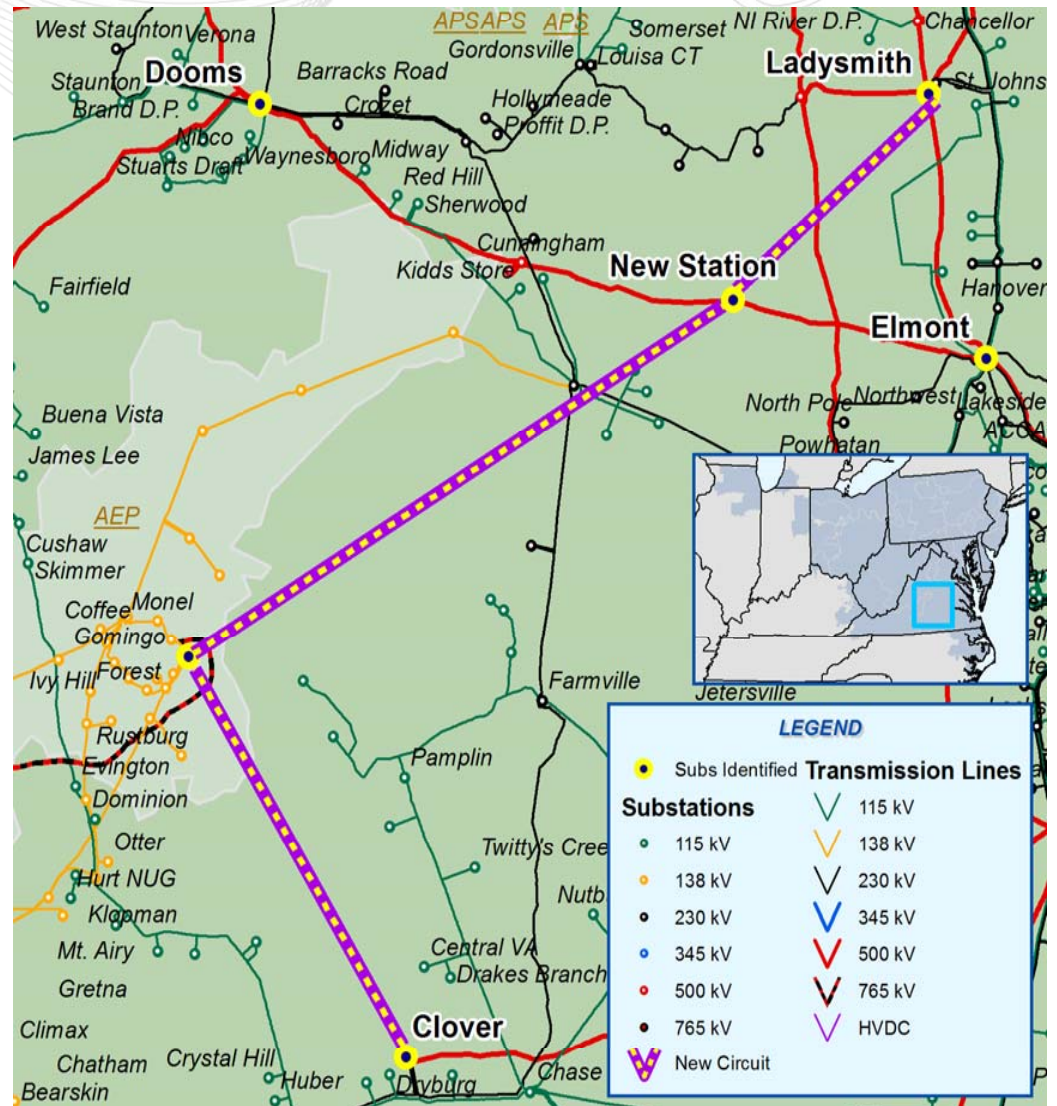 APS APS APS
Somerset
NI River D.P.
Chancellor
West Staunton
Verona
Gordonsville
Louisa CT
Dooms
Barracks Road
Ladysmith
Staunton
Brand D.P.
Crozet
Hollymeade
Proffit D.P.
St Johns
Nibco
Stuarts Draft
Waynesboro
Midway
Red Hill
Sherwood
Cunningham
Kidds Store
New Station
Fairfield
Hanover
Elmont
Buena Vista
James Lee
North Pole
Northwest
Lakeside
ACCA
Powhatan
AEP
Cushaw
Skimmer
Coffee
Monel
Gomingo
Ivy Hill
Forest
Farmville
Jetersville
Rustburg
Evington
Dominion
Pamplin
Otter
Hurt NUG
Klopman
Mt. Airy
Gretna
Climax
Chatham
Bearskin
Crystal Hill
Huber
Twitty's Cree
Nutb
Central VA
Drakes Branch
Clover
Dryburg
Chase
LEGEND
Subs Identified
Transmission Lines
Substations
115 kV
115 kV
138 kV
138 kV
230 kV
230 kV
345 kV
345 kV
500 kV
500 kV
765 kV
765 kV
HVDC
New Circuit